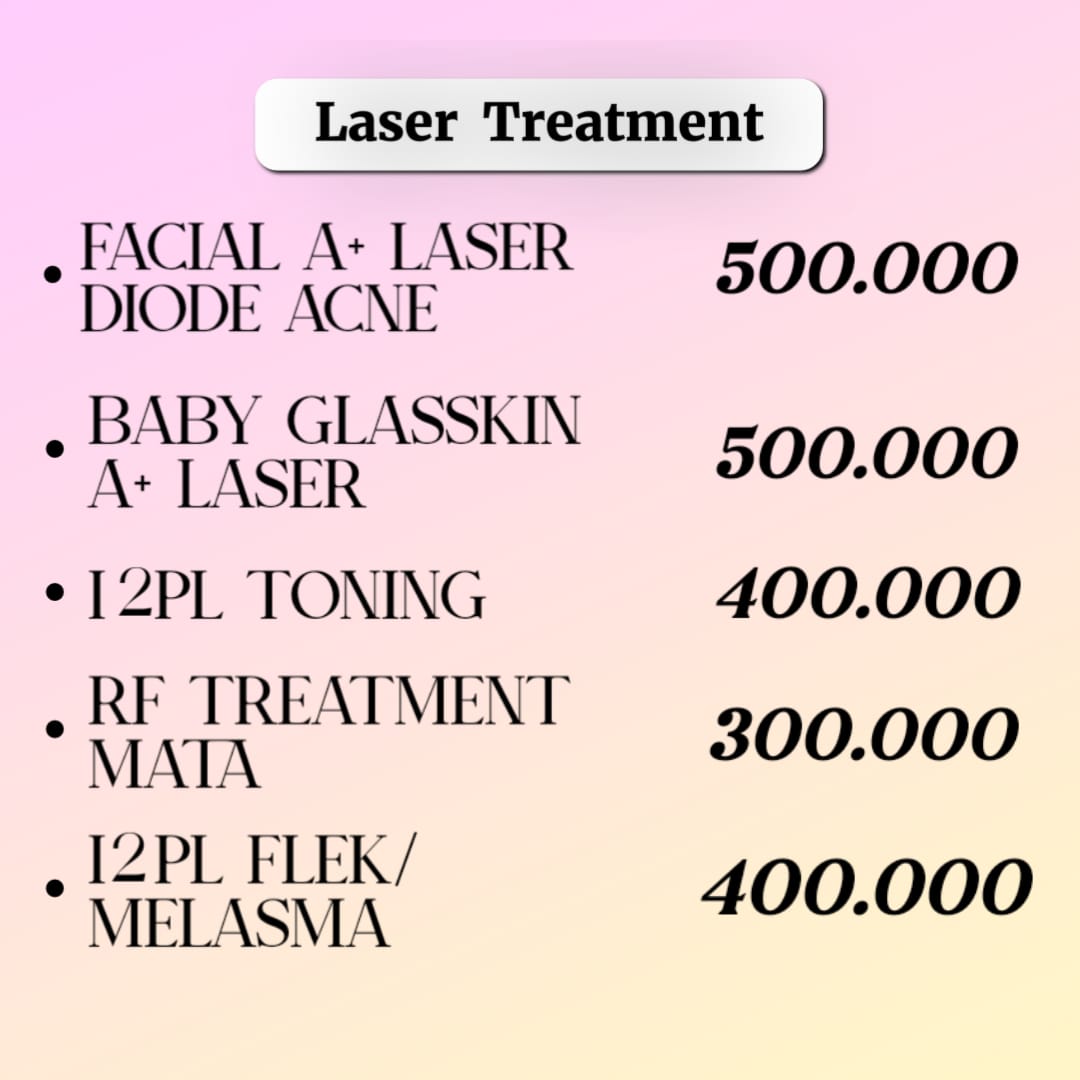 Laser Treatment
• FACIAL A+ LASER
DIODE ACNE
500.000
• BABY GLASSKIN
A+ LASER
500.000
• I2PL TONING
400.000
• RF TREATMENT
MATA
300.000
• I2PL FLEK/
MELASMA
400.000